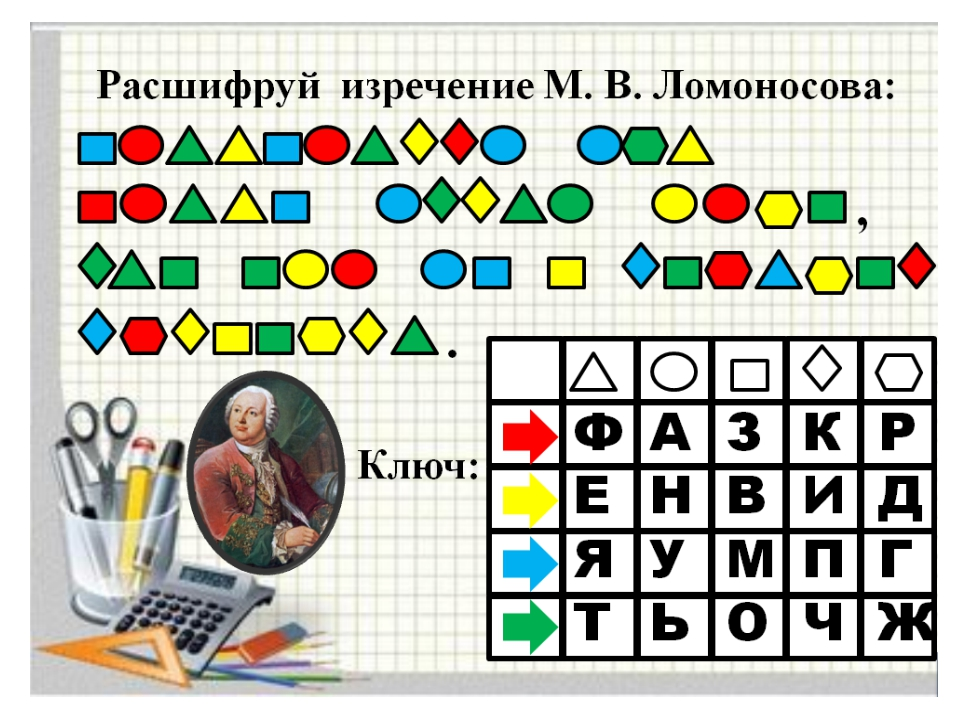 Расшифруй изречение М. В. Ломоносова:
,
.
Ключ:
Ф А З К Р
Е Н В И Д
Я У М П Г
Т Ь О Ч Ж